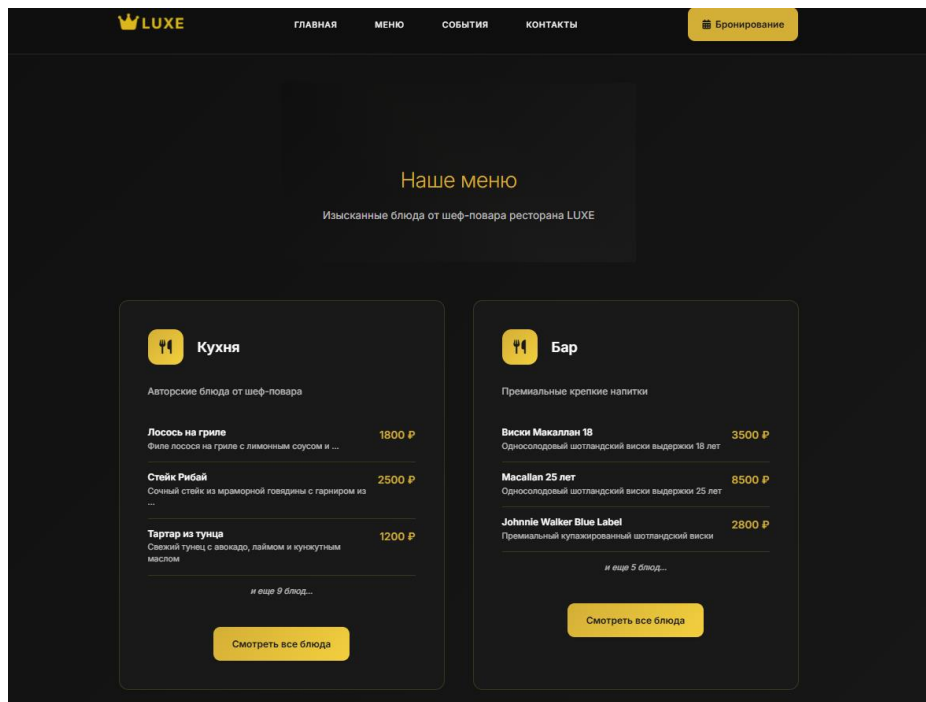 LUXE
ГЛАВНАЯ МЕНЮ СОБЫТИЯ КОНТАКТЫ
Бронирование
Наше меню
Изысканные блюда от шеф-повара ресторана LUXE
Кухня
Авторские блюда от шеф-повара
Лосось на гриле 1800 ₽
Филе лосося на гриле с лимонным соусом и ...
Стейк Рибай 2500 ₽
Сочный стейк из мраморной говядины с гарниром из
...
Тартар из тунца 1200 ₽
Свежий тунец с авокадо, лаймом и кунжутным
маслом
и еще 9 блюд...
Смотреть все блюда
Бар
Премиальные крепкие напитки
Виски Макаллан 18 3500 ₽
Односолодовый шотландский виски выдержки 18 лет
Macallan 25 лет 8500 ₽
Односолодовый шотландский виски выдержки 25 лет
Johnnie Walker Blue Label 2800 ₽
Премиальный купажированный шотландский виски
и еще 5 блюд...
Смотреть все блюда